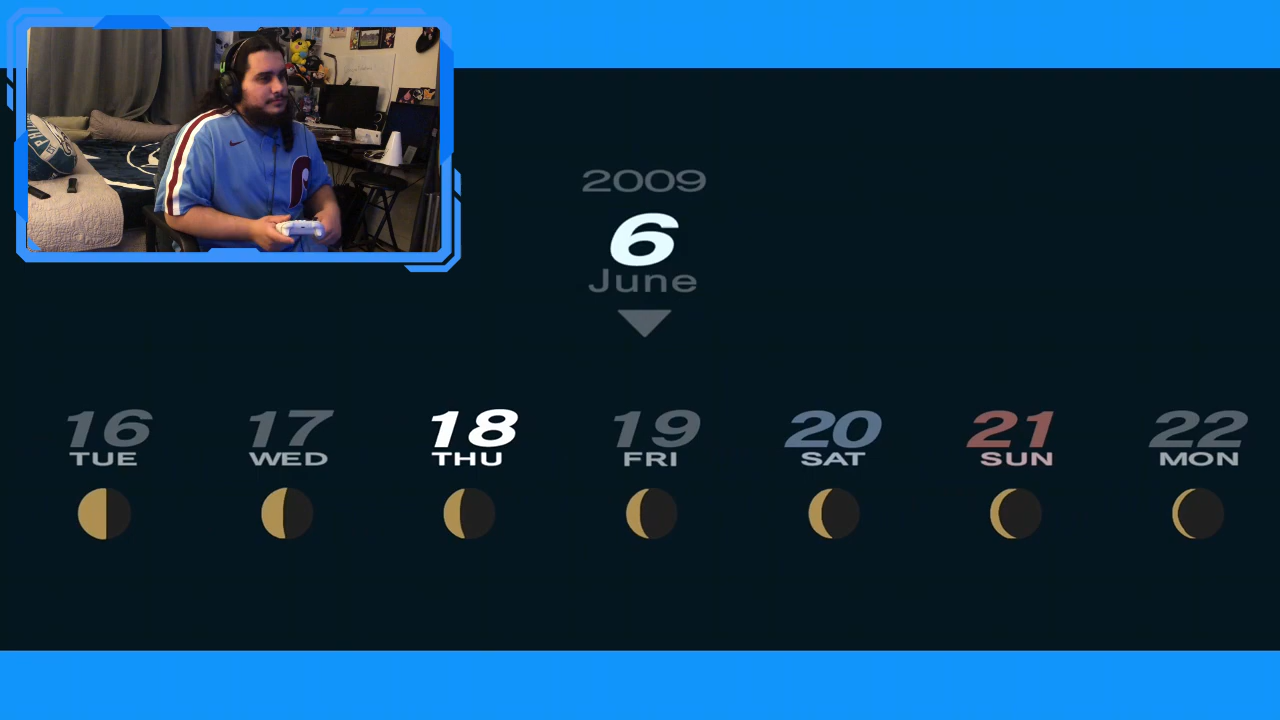 2009
6
June
16 17 18 19 20 21 22
TUE WED THU FRI SAT SUN MON
P